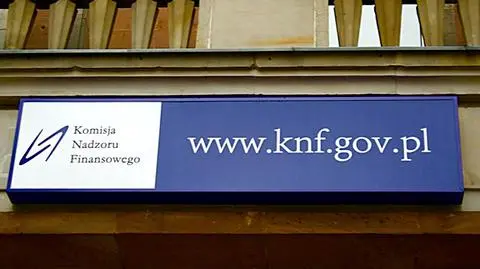 Komisja
Nadzoru
Finansowego
www.knf.gov.pl